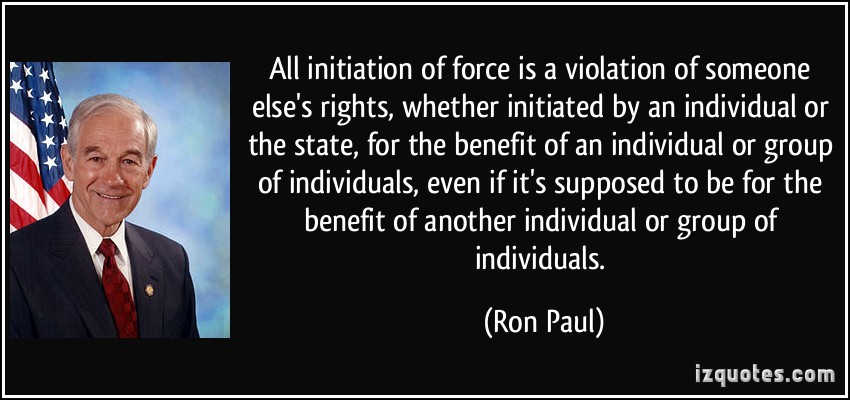 All initiation of force is a violation of someone
else's rights, whether initiated by an individual or
the state, for the benefit of an individual or group
of individuals, even if it's supposed to be for the
benefit of another individual or group of
individuals.
(Ron Paul)
izquotes.com